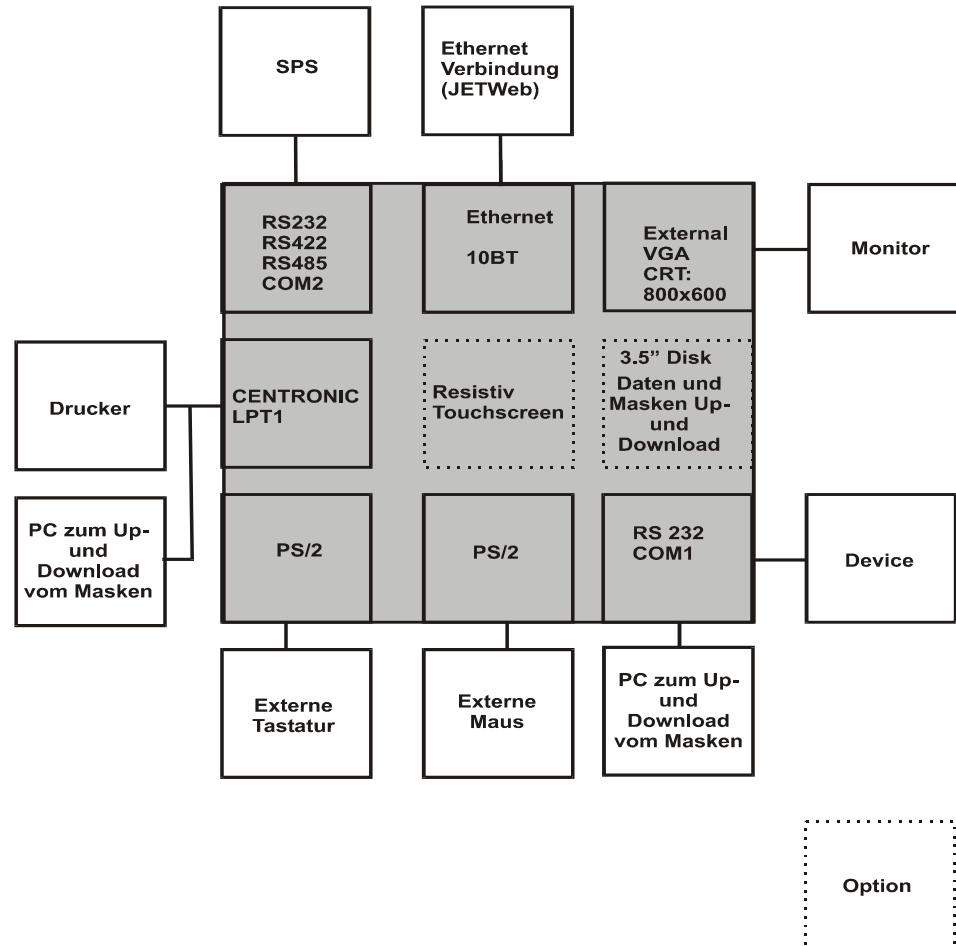 SPS
Ethernet
Verbindung
(JETWeb)
RS232
RS422
RS485
COM2
Ethernet
10BT
External
VGA
CRT:
800x600
Monitor
Drucker
CENTRONIC
LPT1
Resistiv
Touchscreen
3.5” Disk
Daten und
Masken Up-
und
Download
PC zum Up-
und
Download
vom Masken
PS/2
PS/2
RS 232
COM1
Device
Externe
Tastatur
Externe
Maus
PC zum Up-
und
Download
vom Masken
Option